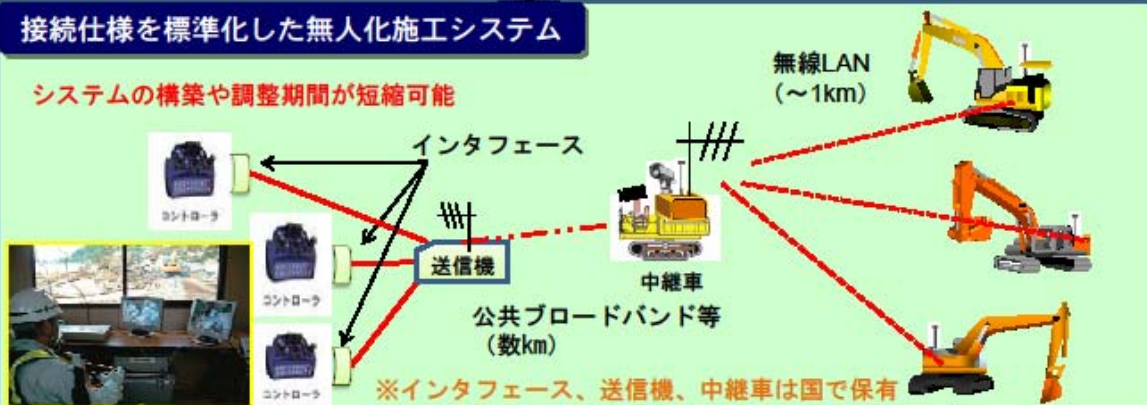 接続仕様を標準化した無人化施工システム
システムの構築や調整期間が短縮可能
無線LAN
(～1km)
インタフェース
コントローラ
コントローラ
コントローラ
送信機
中継車
公共ブロードバンド等
(数km)
※インタフェース、送信機、中継車は国で保有